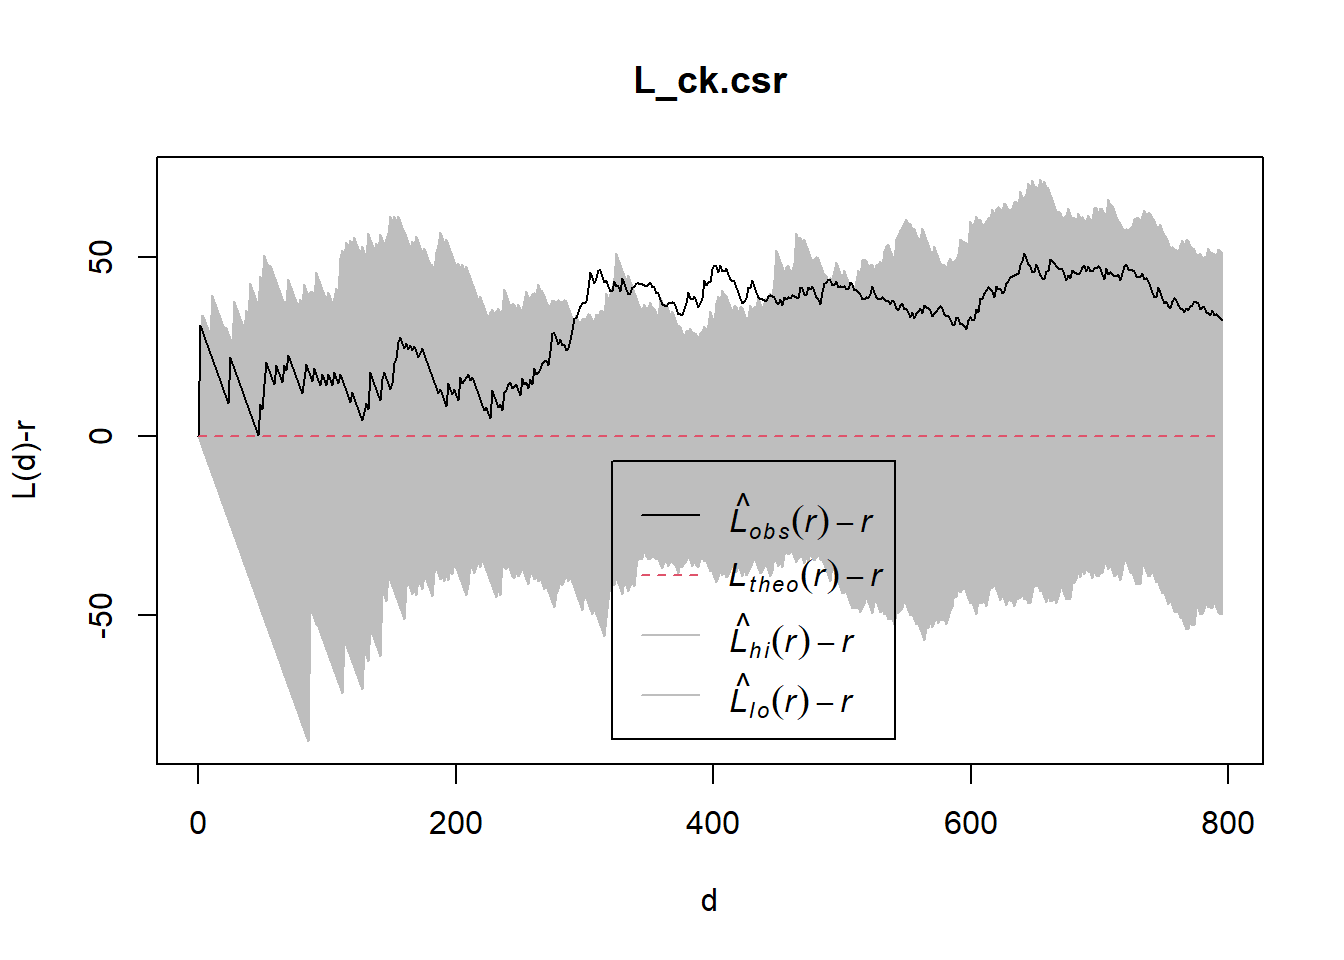 L_ck.csr
L(d)-r
50
0
-50
L̂obs(r) – r
Ltheo(r) – r
L̂hi(r) – r
L̂lo(r) – r
0 200 400 600 800
d